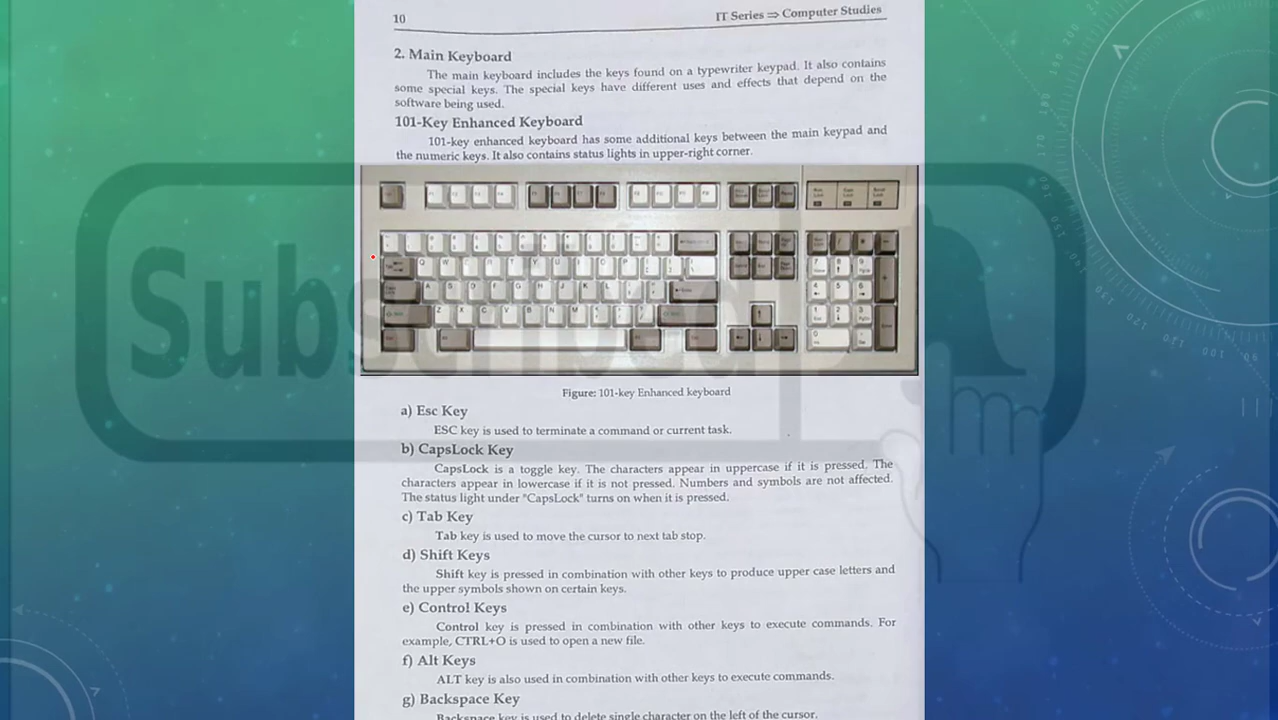 10
IT Series ⇒ Computer Studies
2. Main Keyboard
The main keyboard includes the keys found on a typewriter keypad. It also contains
some special keys. The special keys have different uses and effects that depend on the
software being used.
101-Key Enhanced Keyboard
101-key enhanced keyboard has some additional keys between the main keypad and
the numeric keys. It also contains status lights in upper-right corner.
Subscribed
Figure: 101-key Enhanced keyboard
a) Esc Key
ESC key is used to terminate a command or current task.
b) CapsLock Key
CapsLock is a toggle key. The characters appear in uppercase if it is pressed. The
characters appear in lowercase if it is not pressed. Numbers and symbols are not affected.
The status light under "CapsLock" turns on when it is pressed.
c) Tab Key
Tab key is used to move the cursor to next tab stop.
d) Shift Keys
Shift key is pressed in combination with other keys to produce upper case letters and
the upper symbols shown on certain keys.
e) Control Keys
Control key is pressed in combination with other keys to execute commands. For
example, CTRL+O is used to open a new file.
f) Alt Keys
ALT key is also used in combination with other keys to execute commands.
g) Backspace Key
Backspace key is used to delete single character on the left of the cursor.